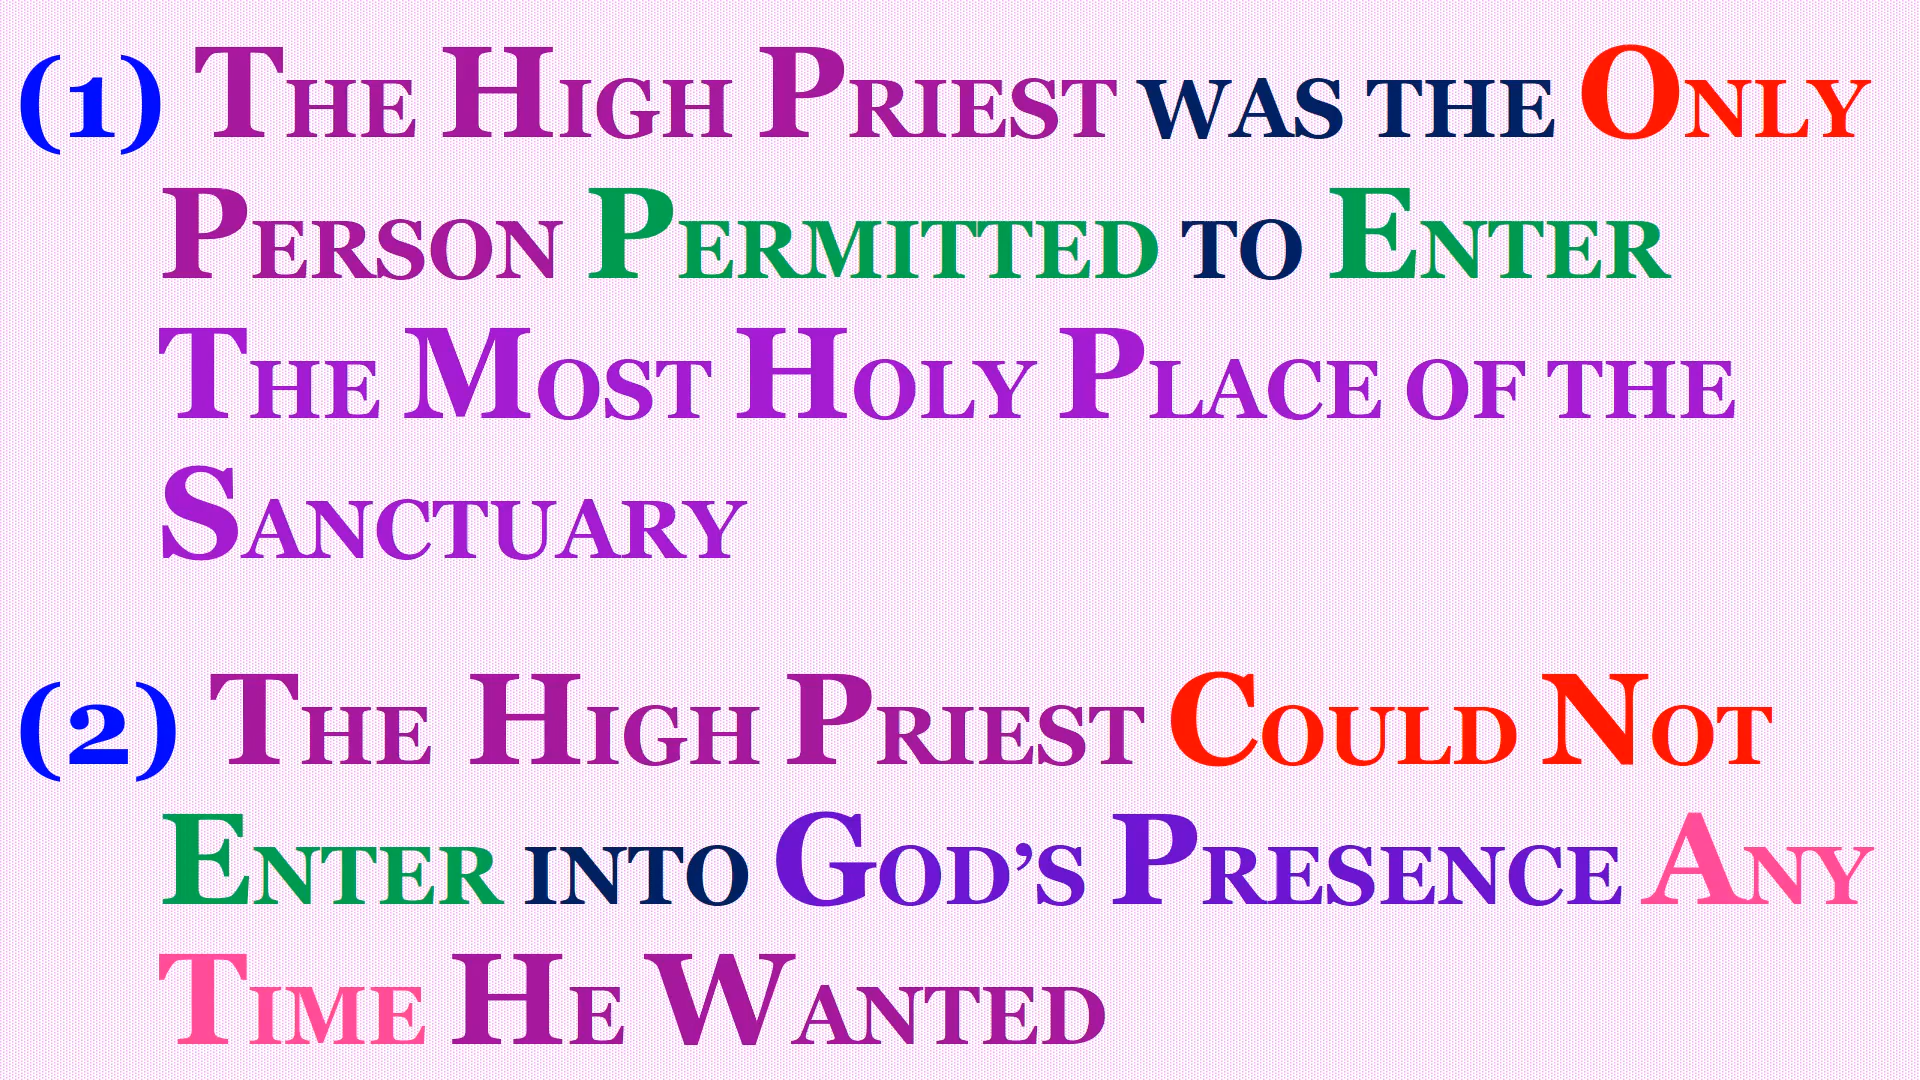 (1) The High Priest was the Only
Person Permitted to Enter
The Most Holy Place of the
Sanctuary
(2) The High Priest Could Not
Enter into God’s Presence Any
Time He Wanted